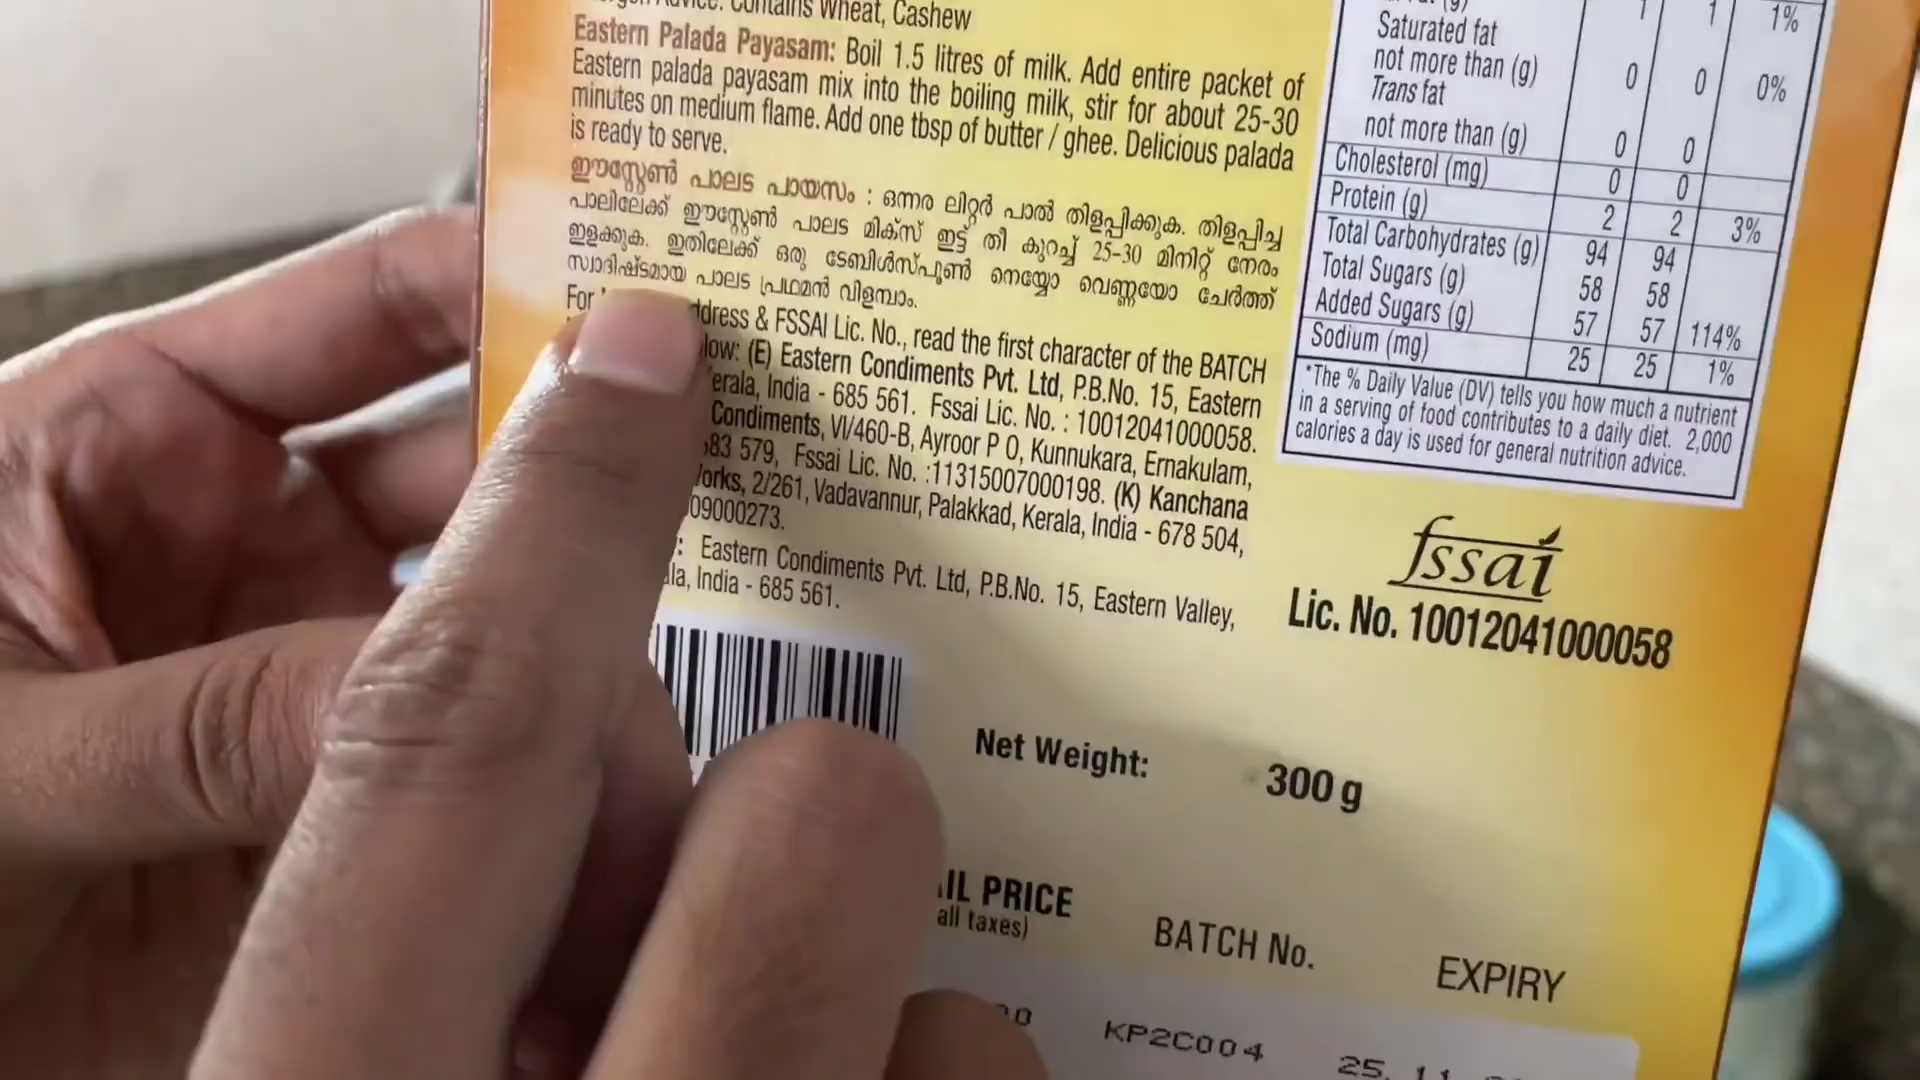 Contains Wheat, Cashew
Eastern Palada Payasam: Boil 1.5 litres of milk. Add entire packet of
Eastern palada payasam mix into the boiling milk, stir for about 25-30
minutes on medium flame. Add one tbsp of butter / ghee. Delicious palada
is ready to serve.
ഈസ്റ്റേൺ പാലട പായസം : ഒന്നര ലിറ്റർ പാൽ തിളപ്പിക്കുക. തിളപ്പിച്ച
പാലിലേക്ക് ഈസ്റ്റേൺ പാലട മിക്സ് ഇട്ട് തീ കുറച്ച് 25-30 മിനിറ്റ് നേരം
ഇളക്കുക. ഇതിലേക്ക് ഒരു ടേബിൾസ്പൂൺ നെയ്യോ വെണ്ണയോ ചേർത്ത്
സ്വാദിഷ്ടമായ പാലട പ്രഥമൻ വിളമ്പാം.
For
& FSSAI Lic. No., read the first character of the BATCH
(E) Eastern Condiments Pvt. Ltd, P.B.No. 15, Eastern
India - 685 561. Fssai Lic. No. : 10012041000058.
Condiments, VI/460-B, Ayroor P O, Kunnukara, Ernakulam,
579, Fssai Lic. No. :11315007000198. (K) Kanchana
2/261, Vadavannur, Palakkad, Kerala, India - 678 504,
Eastern Condiments Pvt. Ltd, P.B.No. 15, Eastern Valley,
India - 685 561.
1 1 1%
Saturated fat
not more than (g) 0 0 0%
Trans fat
not more than (g) 0 0
Cholesterol (mg) 0 0
Protein (g) 2 2 3%
Total Carbohydrates (g) 94 94
Total Sugars (g) 58 58
Added Sugars (g) 57 57 114%
Sodium (mg) 25 25 1%
*The % Daily Value (DV) tells you how much a nutrient
in a serving of food contributes to a daily diet. 2,000
calories a day is used for general nutrition advice.
fssai
Lic. No. 10012041000058
Net Weight: 300 g
PRICE
all taxes)
BATCH No.
EXPIRY
KP2C004
25. 11.